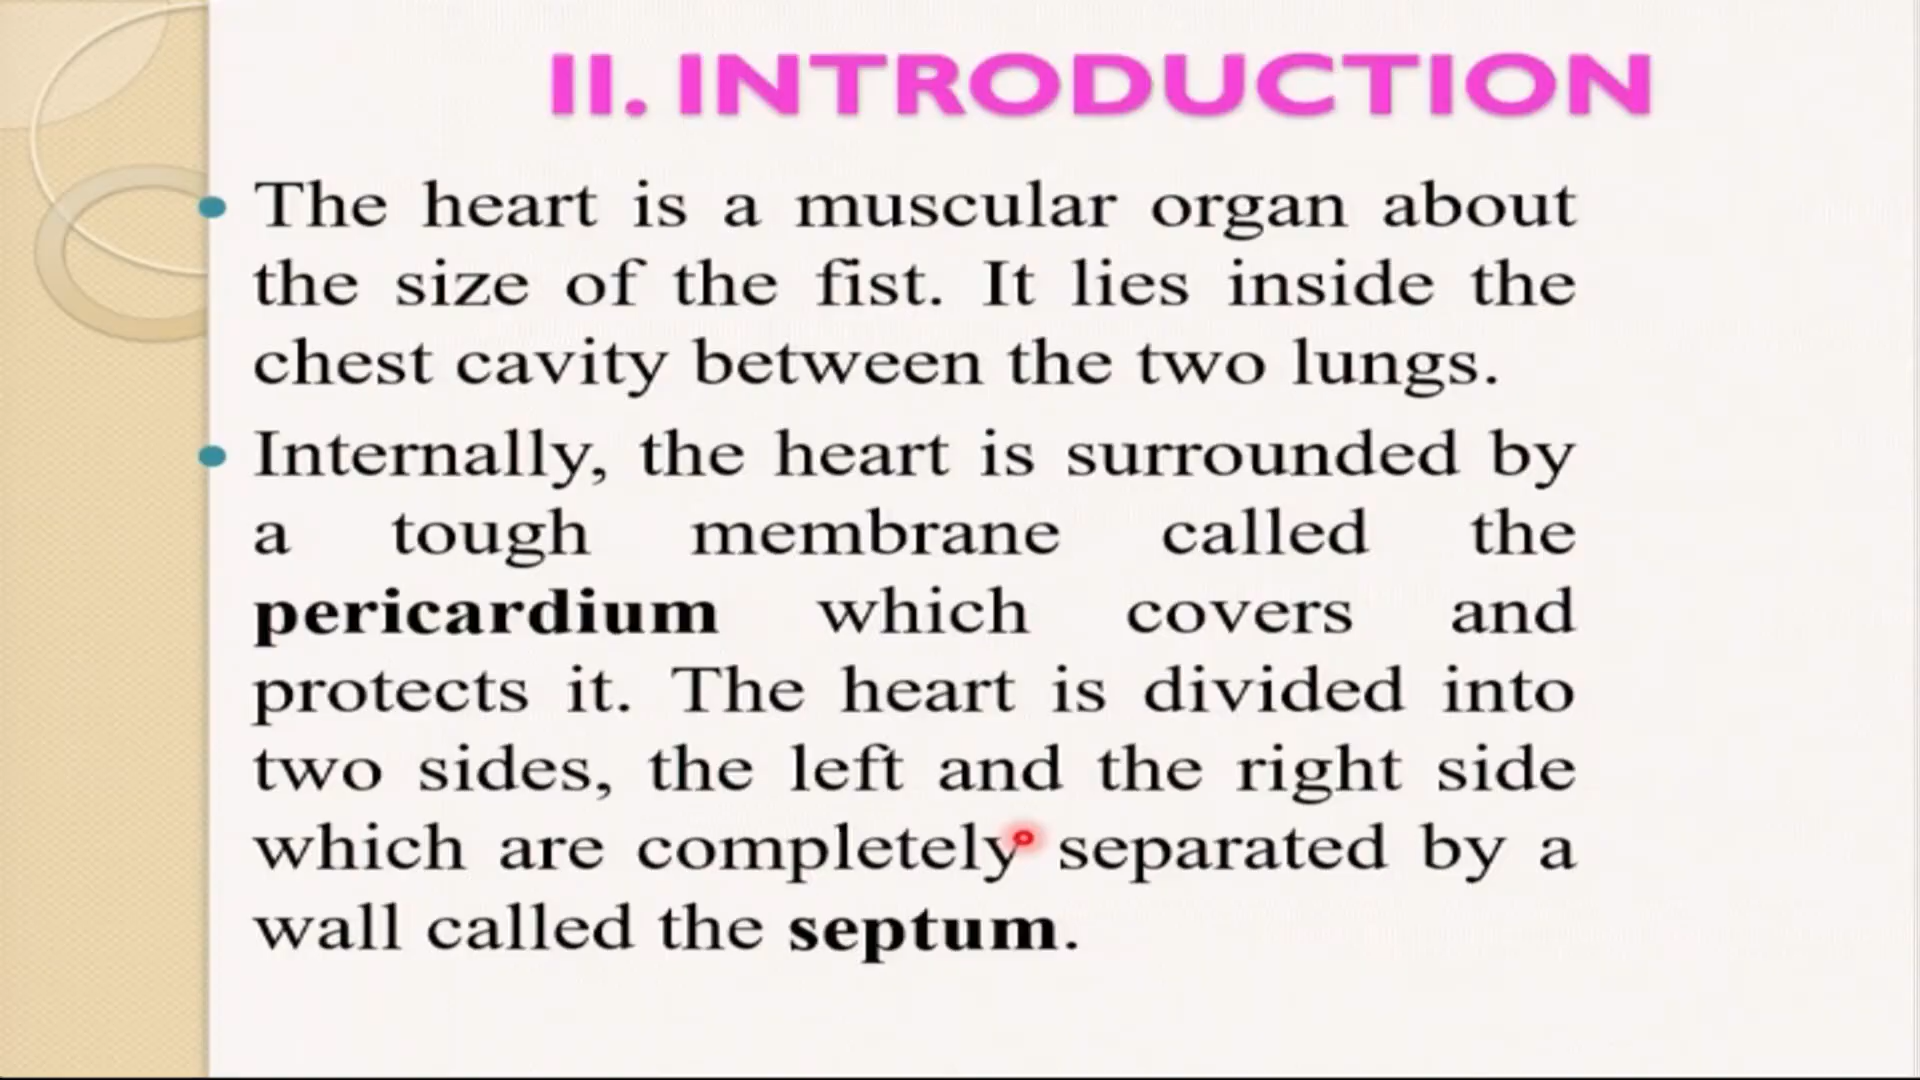 II. INTRODUCTION
• The heart is a muscular organ about
the size of the fist. It lies inside the
chest cavity between the two lungs.
• Internally, the heart is surrounded by
a tough membrane called the
pericardium which covers and
protects it. The heart is divided into
two sides, the left and the right side
which are completely separated by a
wall called the septum.